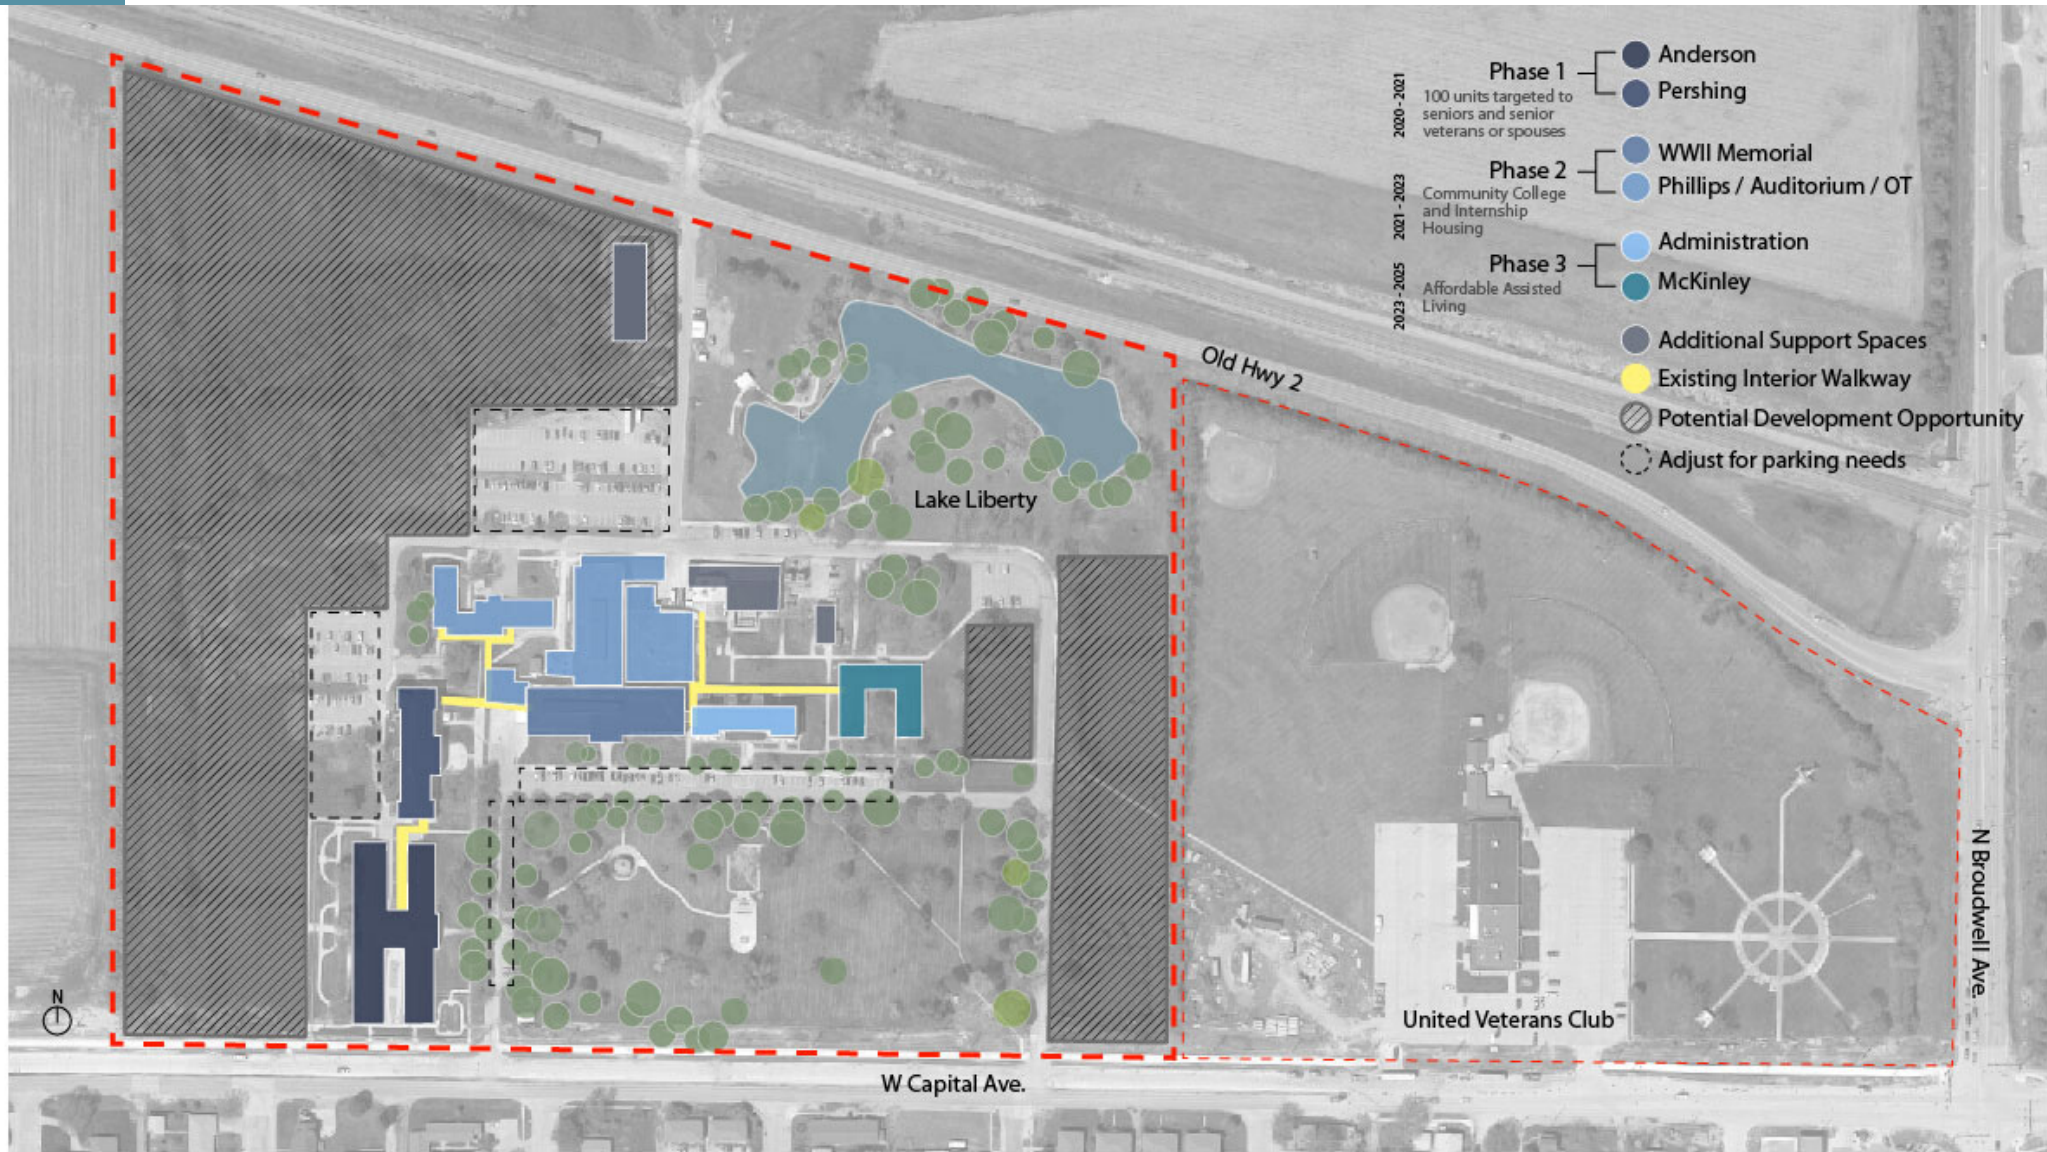 2020 - 2021
Phase 1
100 units targeted to
seniors and senior
veterans or spouses
Anderson
Pershing
2021 - 2023
Phase 2
Community College
and Internship
Housing
WWII Memorial
Phillips / Auditorium / OT
2023 - 2025
Phase 3
Affordable Assisted
Living
Administration
McKinley
Additional Support Spaces
Existing Interior Walkway
Potential Development Opportunity
Adjust for parking needs
Old Hwy 2
Lake Liberty
N Broudwell Ave.
United Veterans Club
W Capital Ave.
N